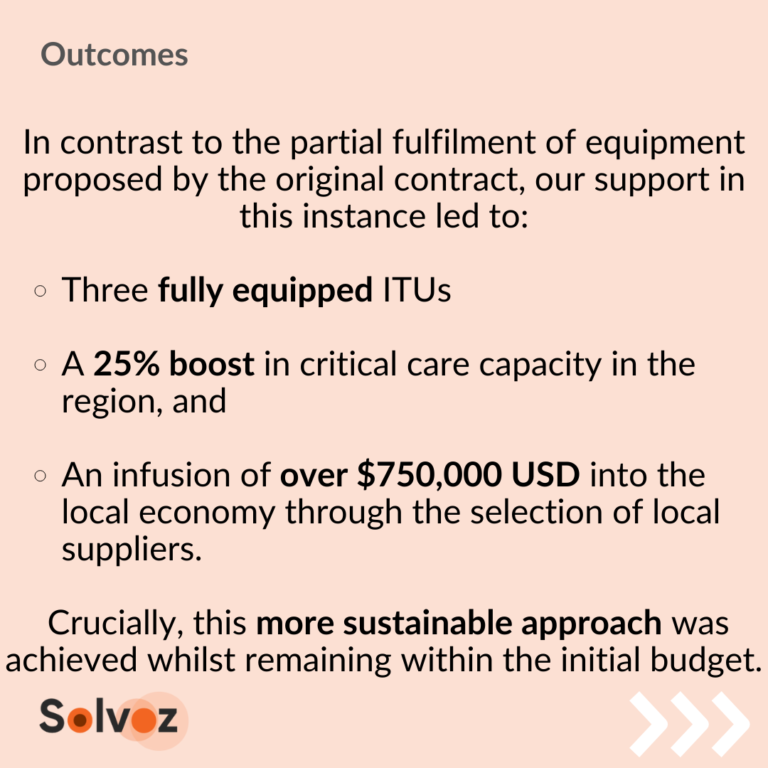 Outcomes
In contrast to the partial fulfilment of equipment
proposed by the original contract, our support in
this instance led to:
Three fully equipped ITUs
A 25% boost in critical care capacity in the
region, and
An infusion of over $750,000 USD into the
local economy through the selection of local
suppliers.
Crucially, this more sustainable approach was
achieved whilst remaining within the initial budget.
Solvoz